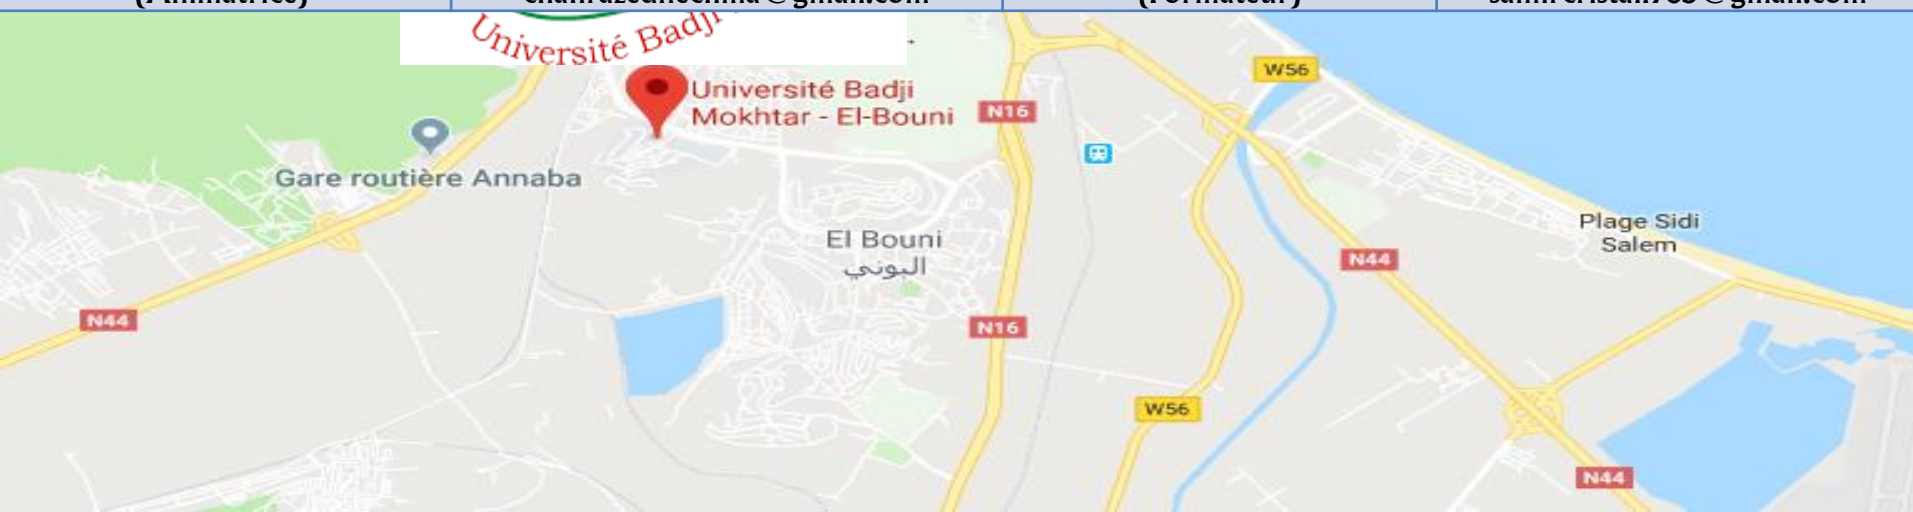 Université Badji
W56
Université Badji
Mokhtar - El-Bouni
N16
Gare routière Annaba
Plage Sidi
Salem
El Bouni
البوني
N44
N44
N16
W56
N44